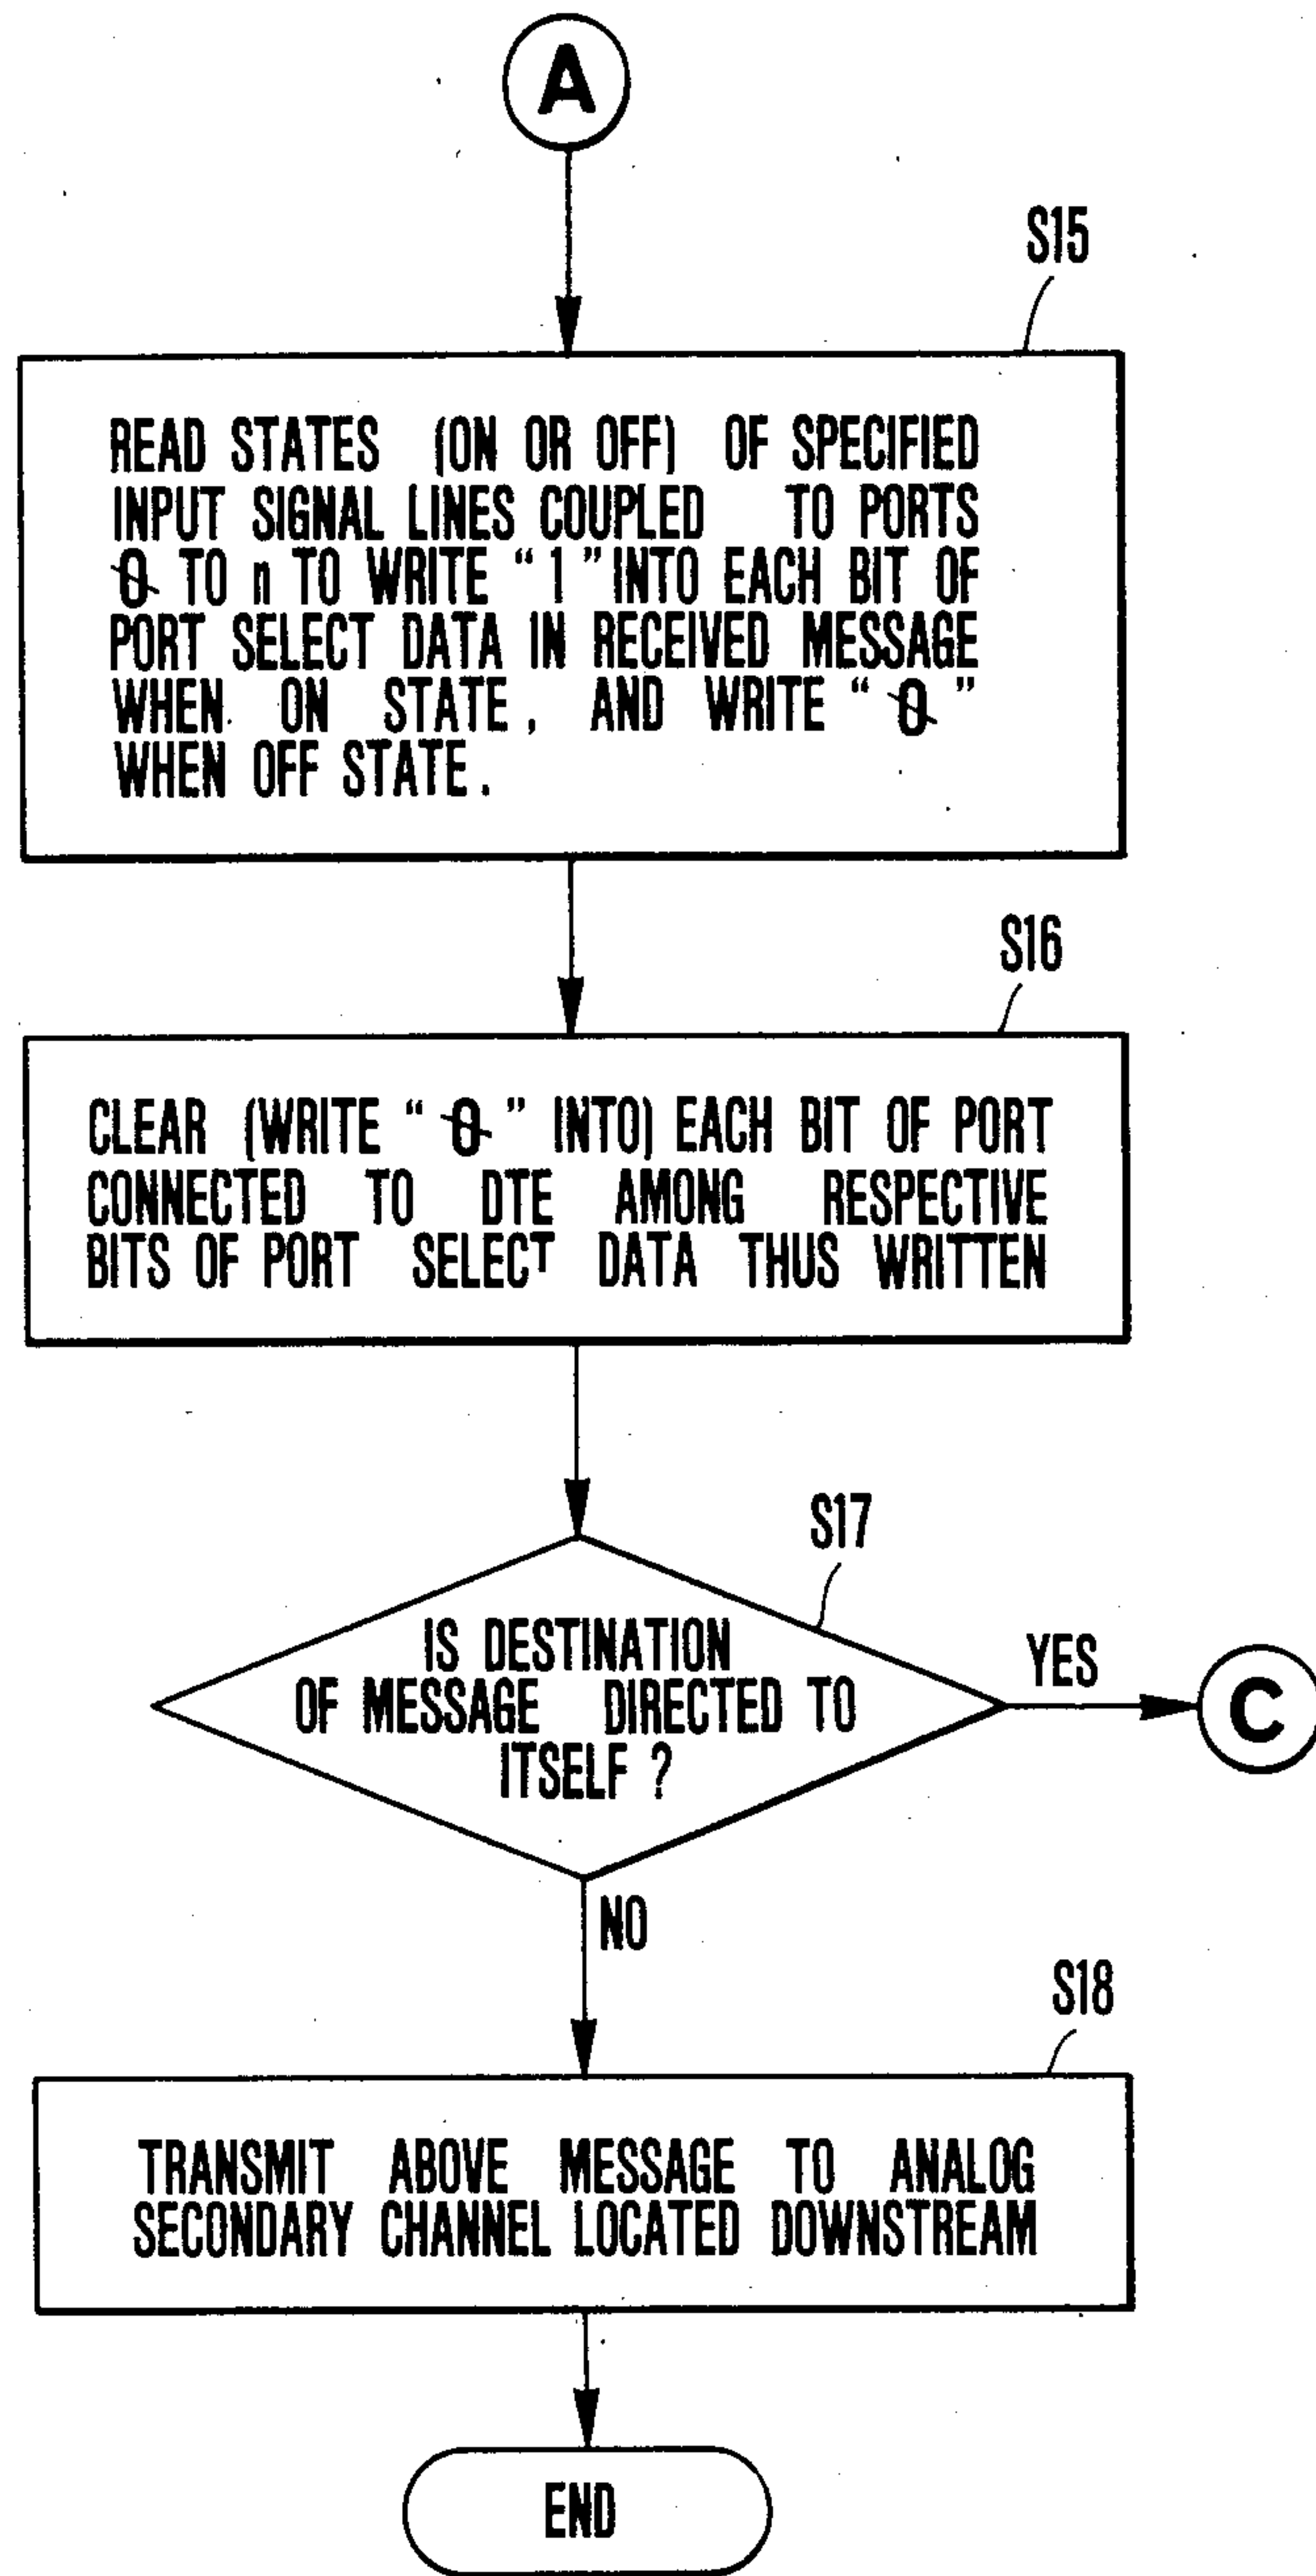 A
S15
READ STATES (ON OR OFF) OF SPECIFIED
INPUT SIGNAL LINES COUPLED TO PORTS
0 TO n TO WRITE "1" INTO EACH BIT OF
PORT SELECT DATA IN RECEIVED MESSAGE
WHEN ON STATE, AND WRITE "0"
WHEN OFF STATE.
S16
CLEAR (WRITE "0" INTO) EACH BIT OF PORT
CONNECTED TO DTE AMONG RESPECTIVE
BITS OF PORT SELECT DATA THUS WRITTEN
S17
IS DESTINATION
OF MESSAGE DIRECTED TO
ITSELF ?
YES
C
NO
S18
TRANSMIT ABOVE MESSAGE TO ANALOG
SECONDARY CHANNEL LOCATED DOWNSTREAM
END